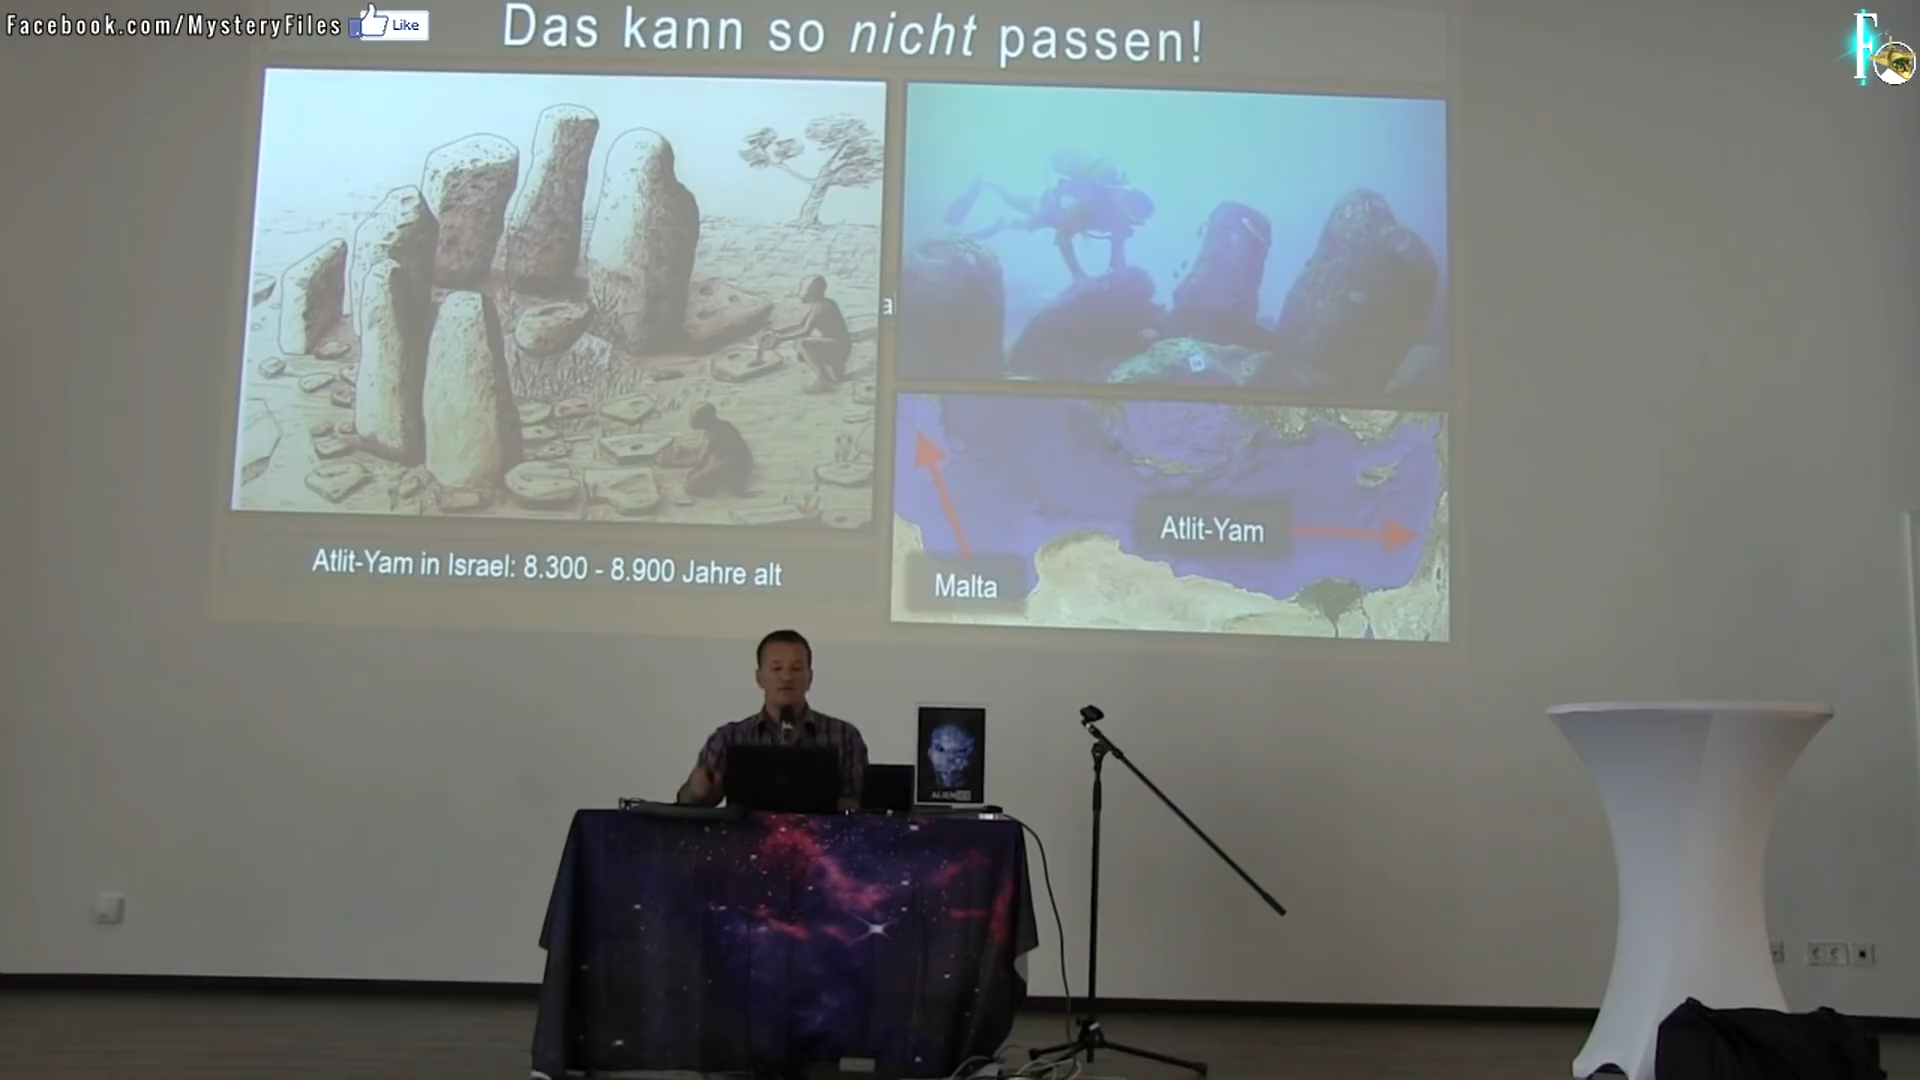 Facebook.com/MysteryFiles
Like
Das kann so nicht passen!
a
Atlit-Yam
Atlit-Yam in Israel: 8.300 - 8.900 Jahre alt
Malta